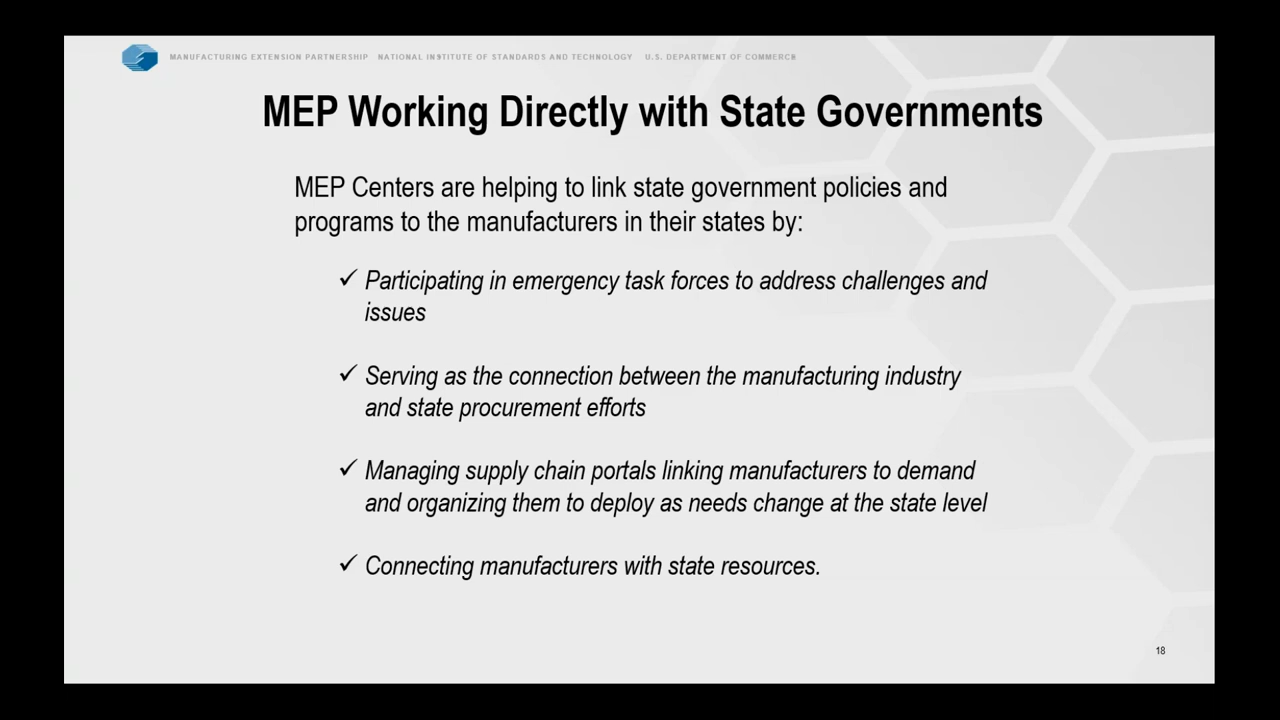 MANUFACTURING EXTENSION PARTNERSHIP NATIONAL INSTITUTE OF STANDARDS AND TECHNOLOGY U.S. DEPARTMENT OF COMMERCE
MEP Working Directly with State Governments
MEP Centers are helping to link state government policies and
programs to the manufacturers in their states by:
✓ Participating in emergency task forces to address challenges and
issues
✓ Serving as the connection between the manufacturing industry
and state procurement efforts
✓ Managing supply chain portals linking manufacturers to demand
and organizing them to deploy as needs change at the state level
✓ Connecting manufacturers with state resources.
18